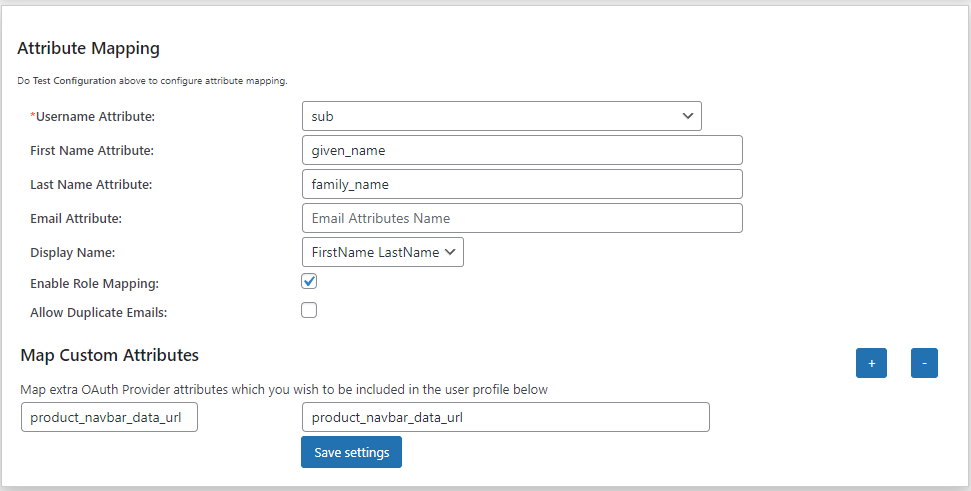 Attribute Mapping
Do Test Configuration above to configure attribute mapping.
*Username Attribute: sub
First Name Attribute: given_name
Last Name Attribute: family_name
Email Attribute: Email Attributes Name
Display Name: FirstName LastName
Enable Role Mapping:
Allow Duplicate Emails:
Map Custom Attributes + -
Map extra OAuth Provider attributes which you wish to be included in the user profile below
product_navbar_data_url product_navbar_data_url
Save settings